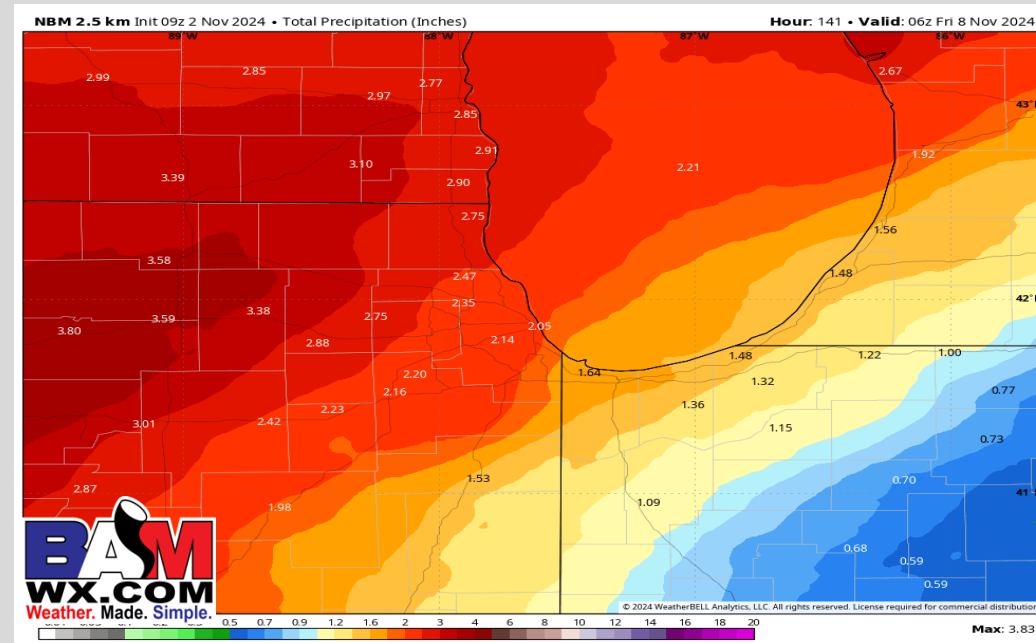 NBM 2.5 km Init 09z 2 Nov 2024 • Total Precipitation (Inches) Hour: 141 • Valid: 06z Fri 8 Nov 2024
89°W 88°W 87°W 86°W
2.99 2.85 2.77 2.67
2.97
2.85 43°
2.91 1.92
3.10 2.21
3.39 2.90
2.75
1.56
3.58
2.47 1.48
2.35 42°
3.59 3.38 2.75
3.80 2.05
2.88 2.14
1.48 1.22 1.00
2.20 1.64 1.32
2.16 0.77
2.23 1.36
3.01 2.42 1.15
0.73
1.53 0.70
2.87 41°
1.98 1.09
0.68
0.59
0.59
BAM
WX.COM
Weather. Made. Simple.
© 2024 WeatherBELL Analytics, LLC. All rights reserved. License required for commercial distributio
0.5 0.7 0.9 1.2 1.6 2 3 4 6 8 10 12 14 16 18 20 Max: 3.83